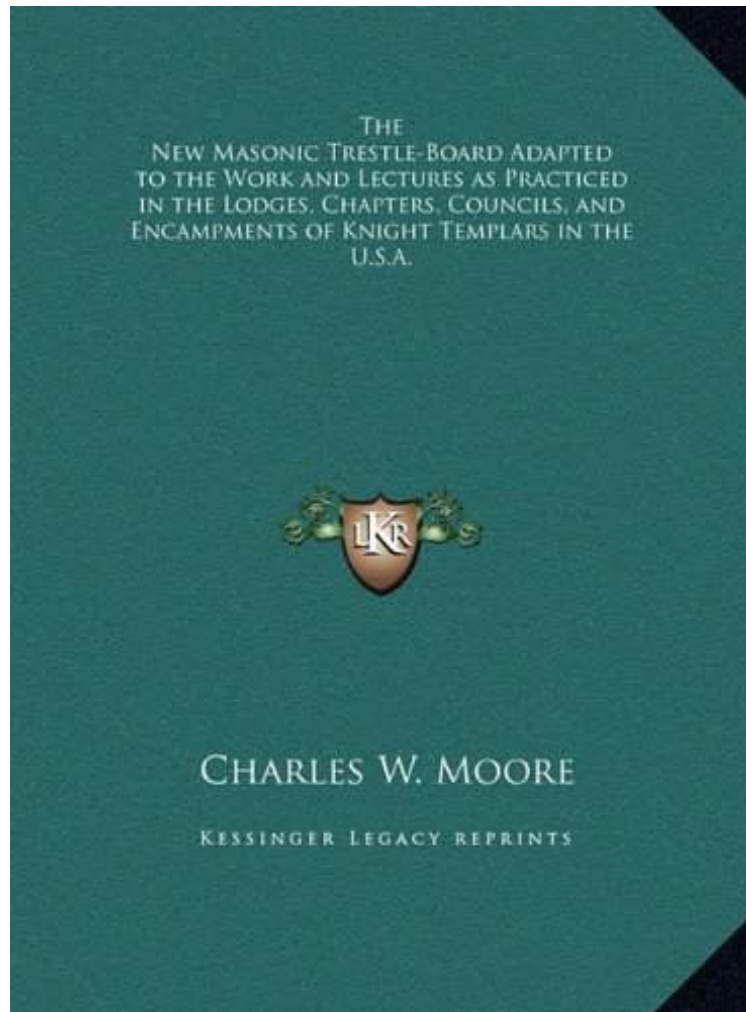 The
New Masonic Trestle-Board Adapted
to the Work and Lectures as Practiced
in the Lodges, Chapters, Councils, and
Encampments of Knight Templars in the
U.S.A.
LKR
Charles W. Moore
Kessinger Legacy reprints